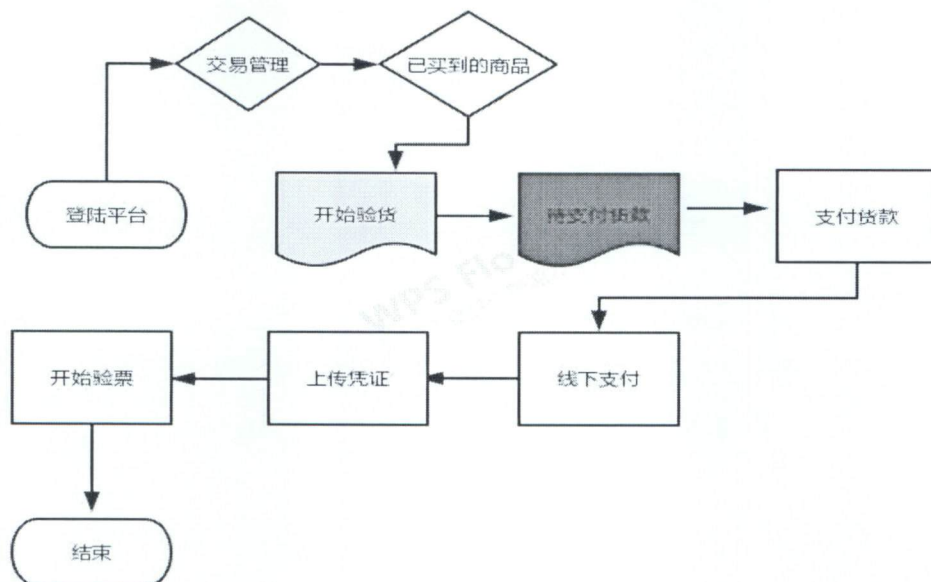 交易管理
已买到的商品
登陆平台
开始验货
待支付货款
支付货款
WPS Flo
开始验票
上传凭证
线下支付
结束